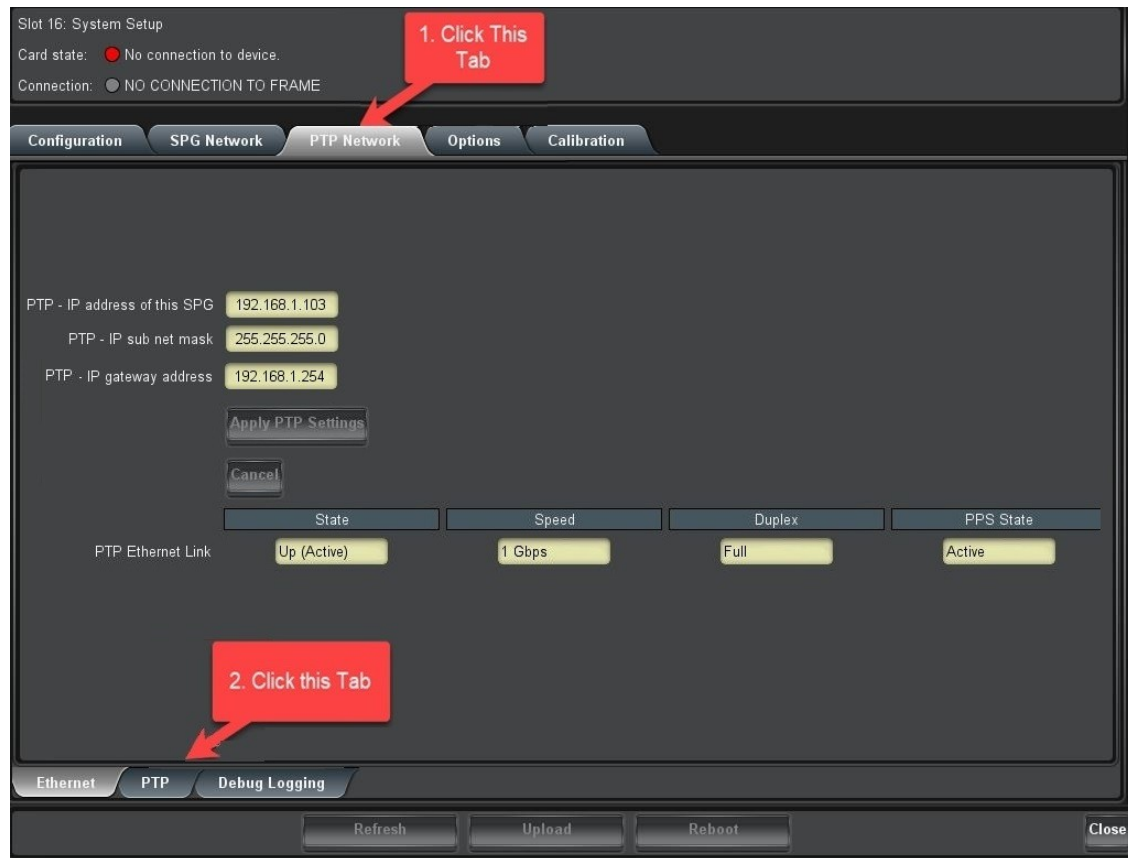 Slot 16: System Setup
Card state: No connection to device.
Connection: NO CONNECTION TO FRAME
1. Click This
Tab
Configuration SPG Network PTP Network Options Calibration
PTP - IP address of this SPG 192.168.1.103
PTP - IP sub net mask 255.255.255.0
PTP - IP gateway address 192.168.1.254
Apply PTP Settings
Cancel
State Speed Duplex PPS State
PTP Ethernet Link Up (Active) 1 Gbps Full Active
2. Click this Tab
Ethernet PTP Debug Logging
Refresh Upload Reboot Close